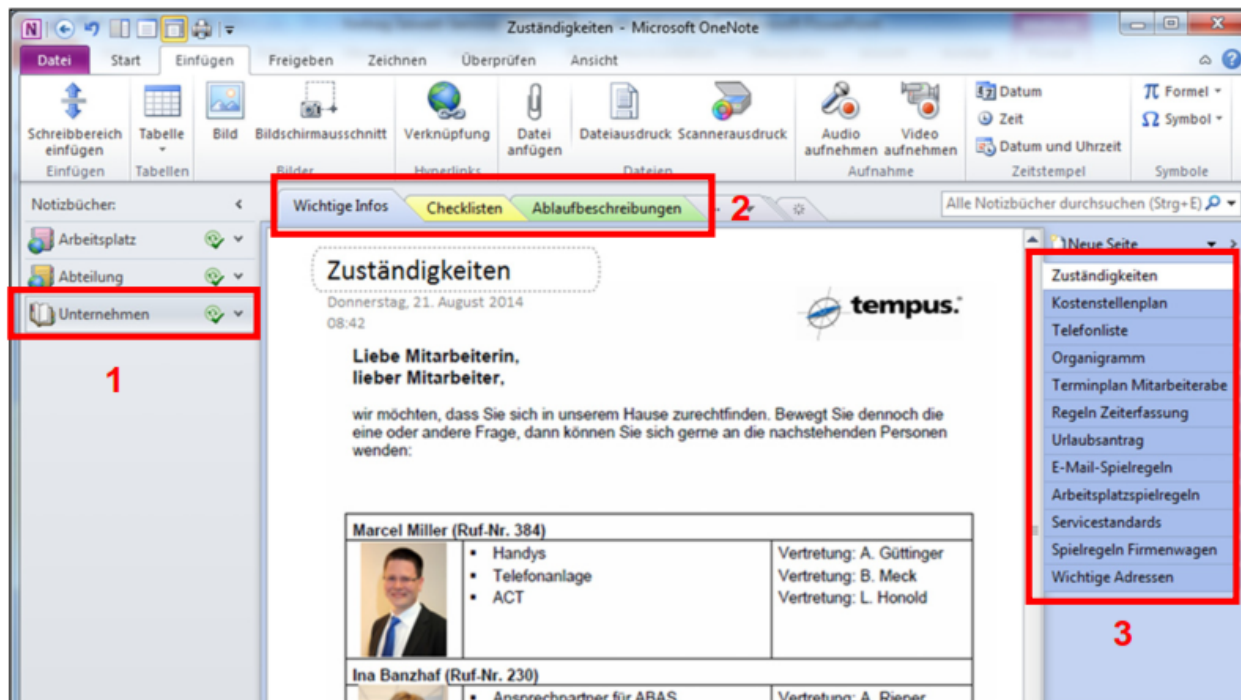 Zuständigkeiten - Microsoft OneNote
Datei Start Einfügen Freigeben Zeichnen Überprüfen Ansicht
Schreibbereich einfügen
Tabelle
Bild
Bildschirmausschnitt
Verknüpfung
Datei anfügen
Dateiausdruck
Scannerausdruck
Audio aufnehmen
Video aufnehmen
Datum
Zeit
Datum und Uhrzeit
π Formel
Ω Symbol
Einfügen Tabellen Bilder Hyperlinks Dateien Aufnahme Zeitstempel Symbole
Notizbücher:
Arbeitsplatz
Abteilung
Unternehmen
1
Wichtige Infos Checklisten Ablaufbeschreibungen
2
Alle Notizbücher durchsuchen (Strg+E)
Zuständigkeiten
Donnerstag, 21. August 2014
08:42
tempus.
Liebe Mitarbeiterin,
lieber Mitarbeiter,
wir möchten, dass Sie sich in unserem Hause zurechtfinden. Bewegt Sie dennoch die
eine oder andere Frage, dann können Sie sich gerne an die nachstehenden Personen
wenden:
Marcel Miller (Ruf-Nr. 384)
▪ Handys
▪ Telefonanlage
▪ ACT
Vertretung: A. Güttinger
Vertretung: B. Meck
Vertretung: L. Honold
Ina Banzhaf (Ruf-Nr. 230)
▪ Ansprechpartner für ABAS
Vertretung: A. Rieper
Neue Seite
Zuständigkeiten
Kostenstellenplan
Telefonliste
Organigramm
Terminplan Mitarbeiterabe
Regeln Zeiterfassung
Urlaubsantrag
E-Mail-Spielregeln
Arbeitsplatzspielregeln
Servicestandards
Spielregeln Firmenwagen
Wichtige Adressen
3